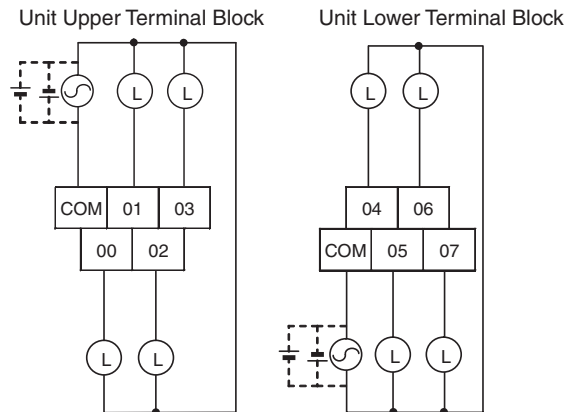 Unit Upper Terminal Block
Unit Lower Terminal Block
L L
COM 01 03
00 02
L L
L L
04 06
COM 05 07
L L